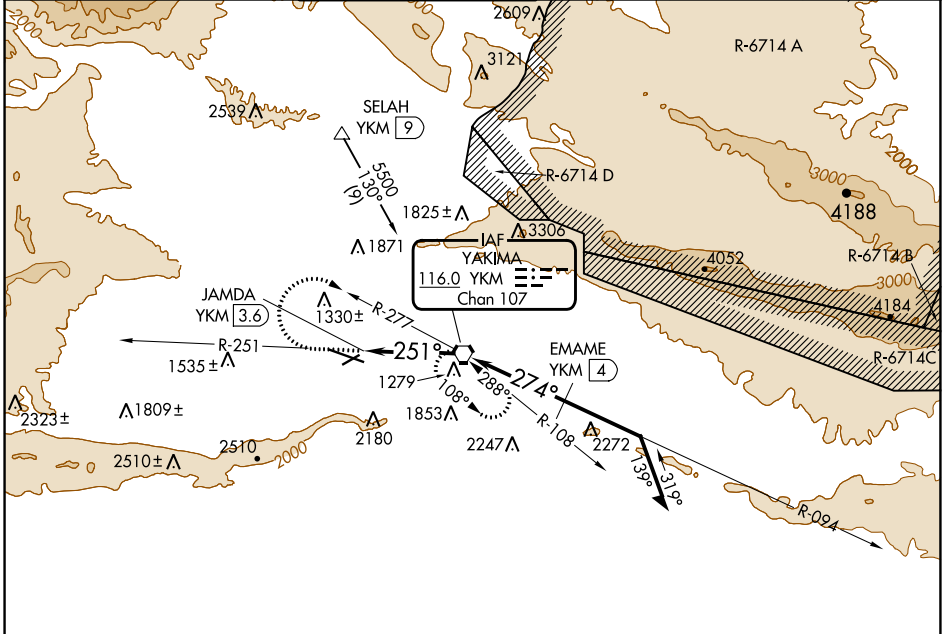 2000
2609
3121
R-6714 A
2539
SELAH
YKM 9
2000
5500
130°
(9)
R-6714 D
3000
4188
1825±
3306
1871
IAF
YAKIMA
116.0 YKM
Chan 107
4052
R-6714 B
3000
4184
JAMDA
YKM 3.6
1330±
R-277
R-251
251°
1535±
EMAME
YKM 4
R-6714C
1279
108°
288°
274°
2323±
1809±
1853
R-108
2180
2247
2272
2510±
2510
2000
139°
319°
R-094